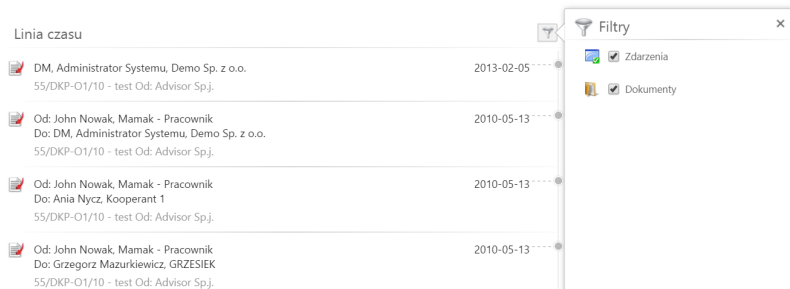 Linia czasu
DM, Administrator Systemu, Demo Sp. z o.o.
2013-02-05
55/DKP-O1/10 - test Od: Advisor Sp.j.
Od: John Nowak, Mamak - Pracownik
2010-05-13
Do: DM, Administrator Systemu, Demo Sp. z o.o.
55/DKP-O1/10 - test Od: Advisor Sp.j.
Od: John Nowak, Mamak - Pracownik
2010-05-13
Do: Ania Nycz, Kooperant 1
55/DKP-O1/10 - test Od: Advisor Sp.j.
Od: John Nowak, Mamak - Pracownik
2010-05-13
Do: Grzegorz Mazurkiewicz, GRZESIEK
55/DKP-O1/10 - test Od: Advisor Sp.j.
Filtry
Zdarzenia
Dokumenty